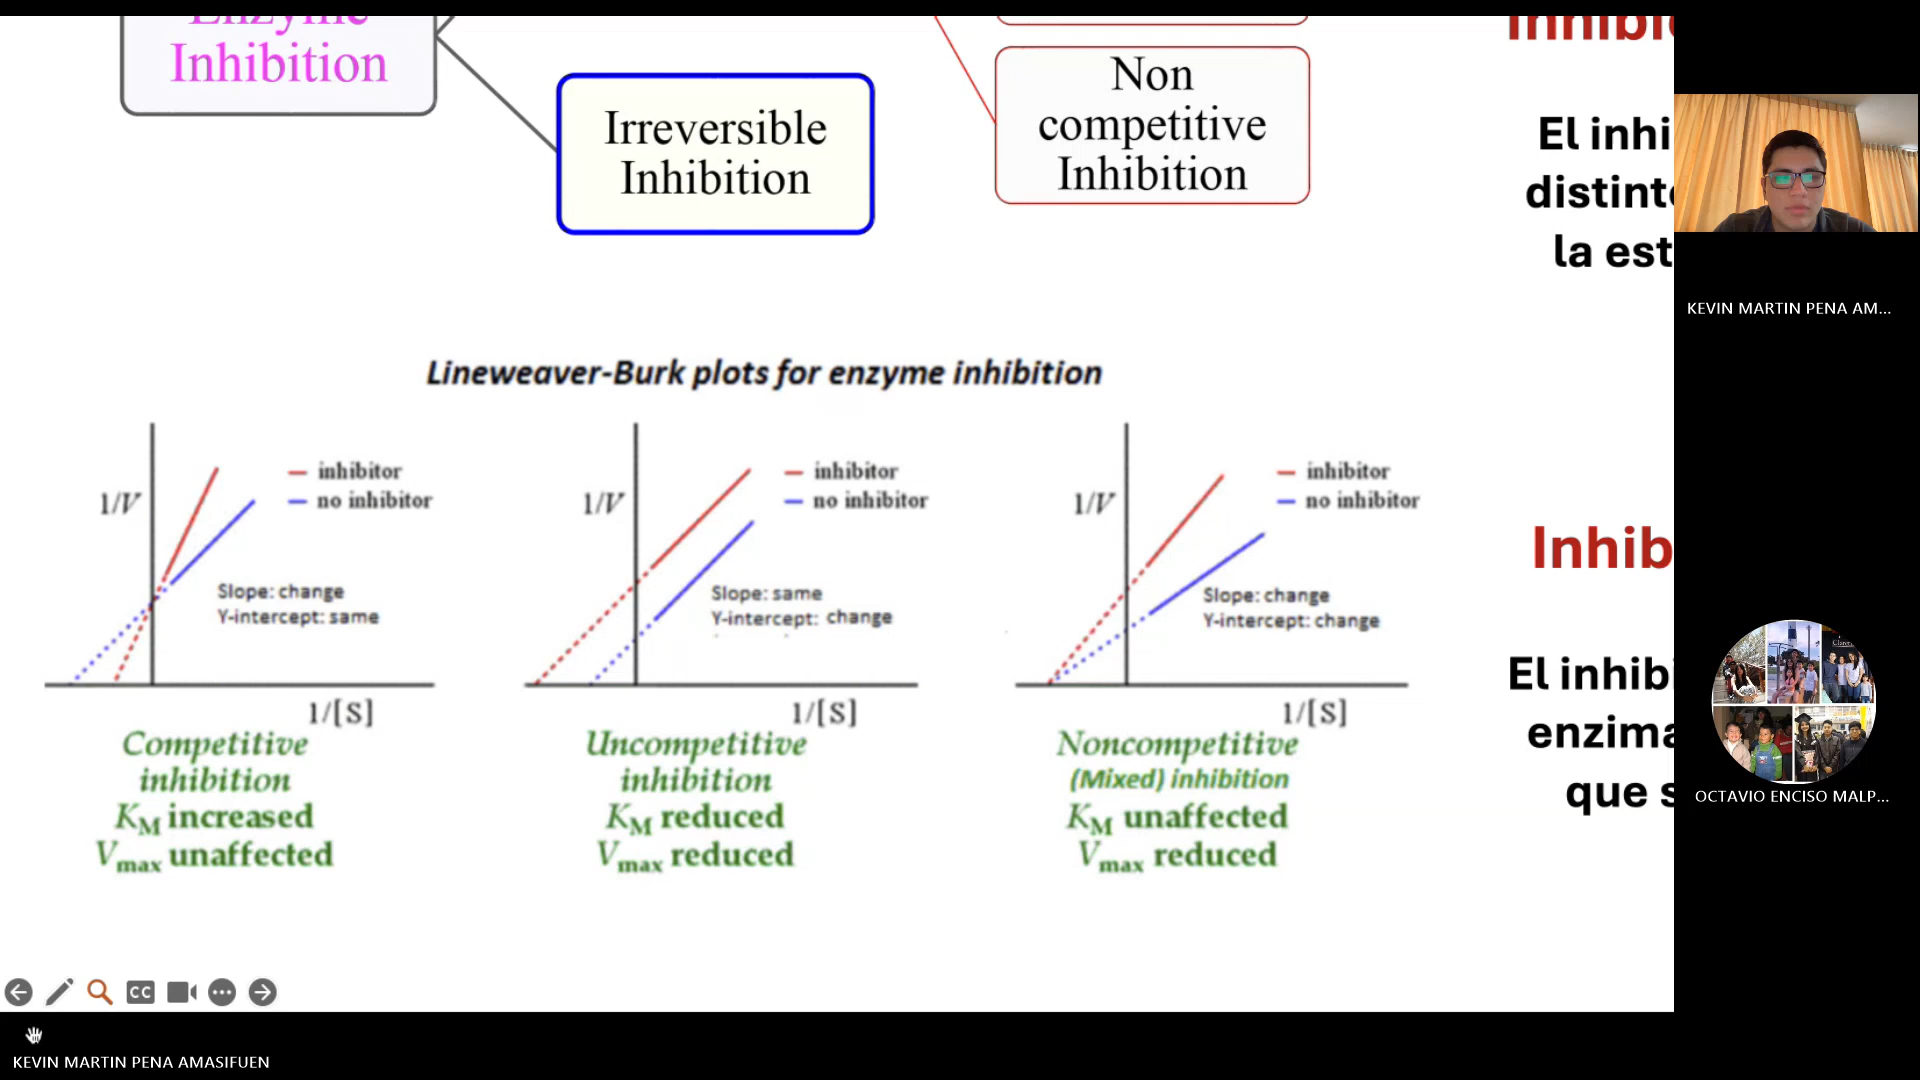 Enzyme
Inhibition
Irreversible
Inhibition
Non
competitive
Inhibition
El inhi
distint
la est
Lineweaver-Burk plots for enzyme inhibition
1/V
inhibitor
no inhibitor
Slope: change
Y-intercept: same
1/[S]
Competitive
inhibition
KM increased
Vmax unaffected
1/V
inhibitor
no inhibitor
Slope: same
Y-intercept: change
1/[S]
Uncompetitive
inhibition
KM reduced
Vmax reduced
1/V
inhibitor
no inhibitor
Slope: change
Y-intercept: change
1/[S]
Noncompetitive
(Mixed) inhibition
KM unaffected
Vmax reduced
Inhib
El inhibi
enzima
que s
KEVIN MARTIN PENA AM...
OCTAVIO ENCISO MALP...
CC
KEVIN MARTIN PENA AMASIFUEN